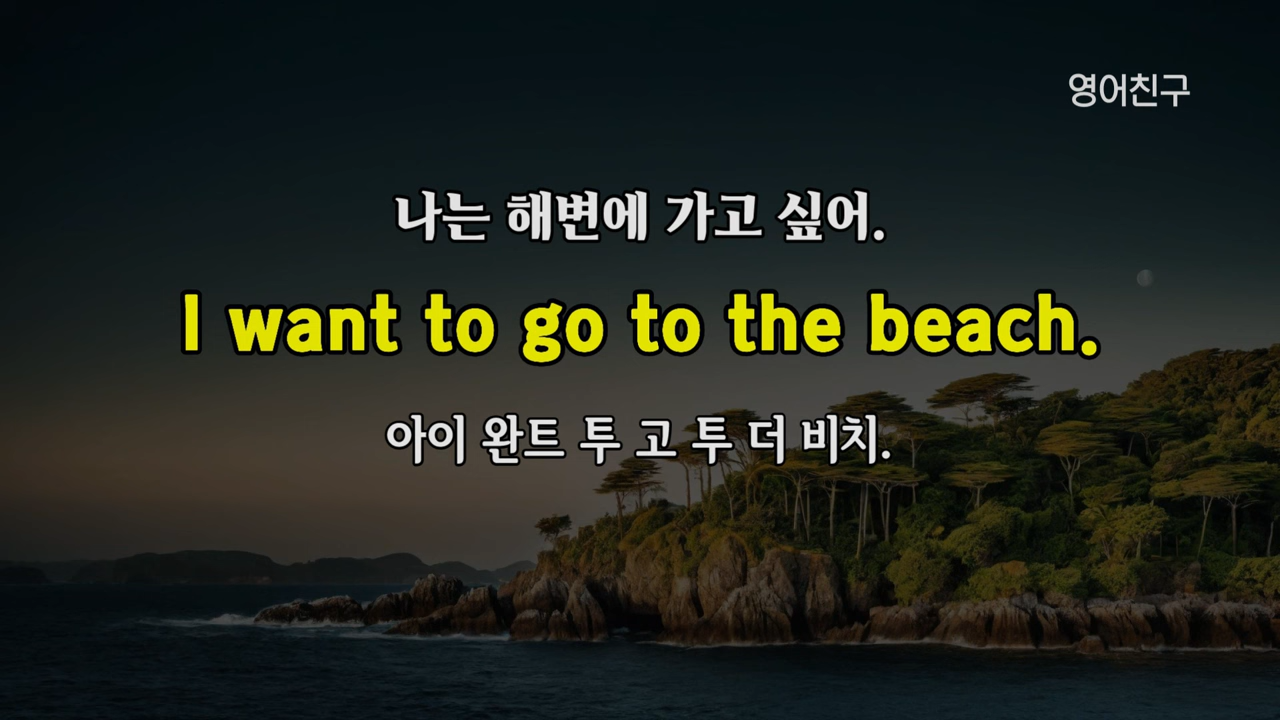 영어친구
나는 해변에 가고 싶어.
I want to go to the beach.
아이 완트 투 고 투 더 비치.